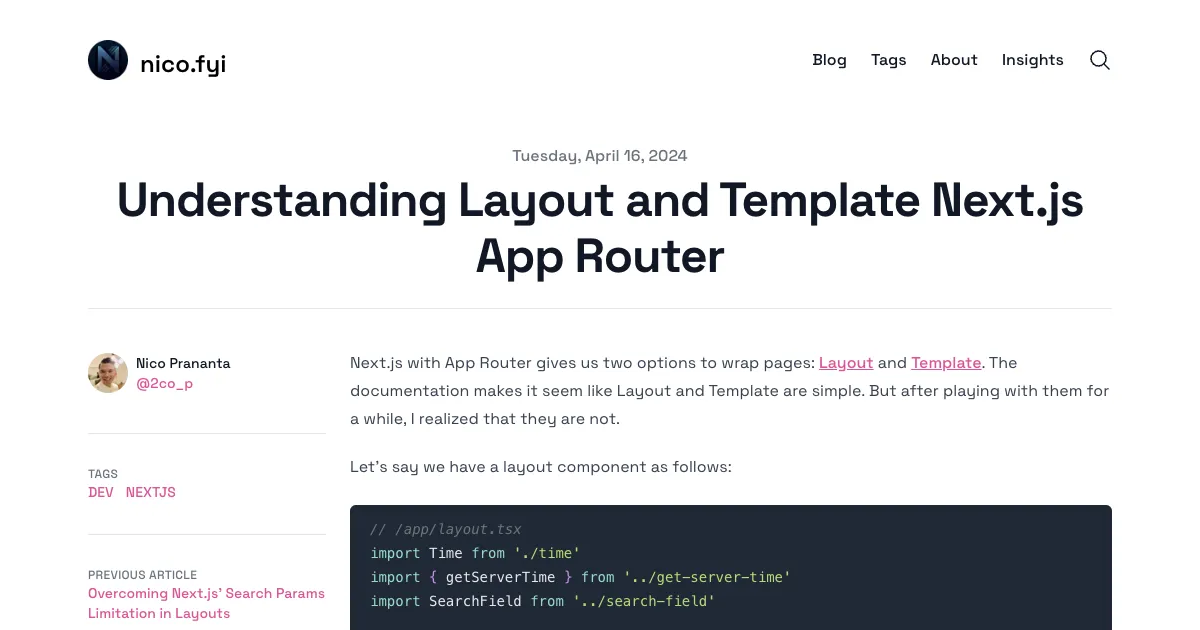 nico.fyi
Blog Tags About Insights
Tuesday, April 16, 2024
Understanding Layout and Template Next.js
App Router
Nico Prananta
@2co_p
TAGS
DEV NEXTJS
PREVIOUS ARTICLE
Overcoming Next.js' Search Params
Limitation in Layouts
Next.js with App Router gives us two options to wrap pages: Layout and Template. The
documentation makes it seem like Layout and Template are simple. But after playing with them for
a while, I realized that they are not.
Let's say we have a layout component as follows:
// /app/layout.tsx
import Time from './time'
import { getServerTime } from '../get-server-time'
import SearchField from '../search-field'